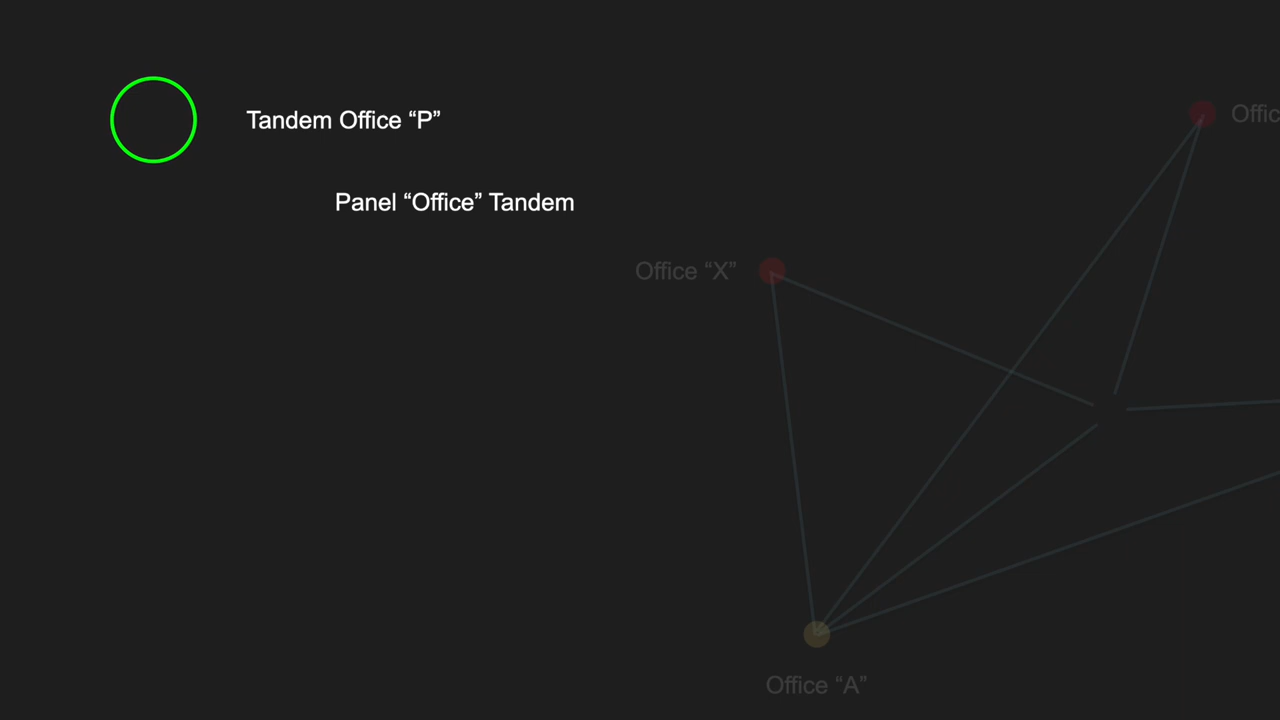 Tandem Office “P”
Panel “Office” Tandem
Office “X”
Office “A”